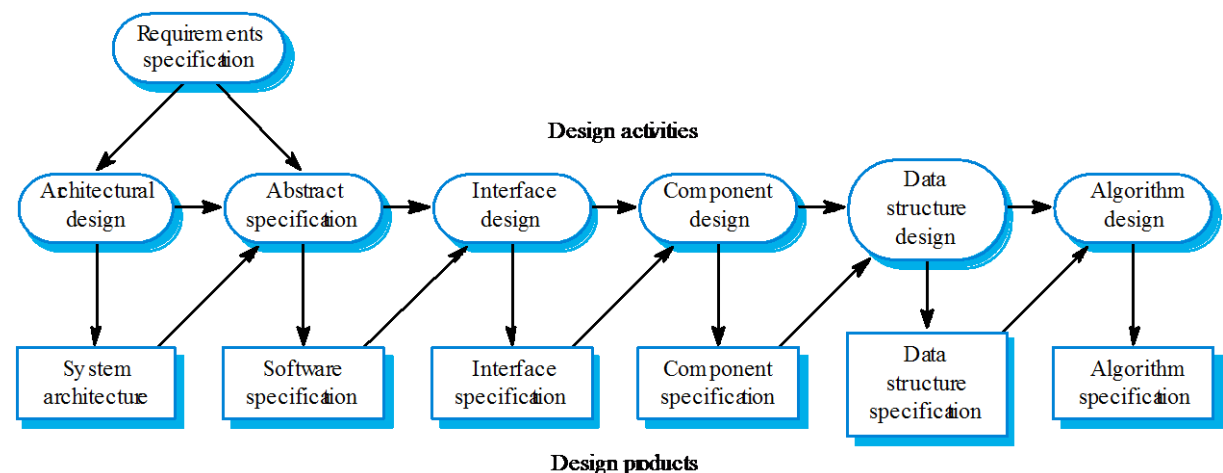 Requirements
specification
Design activities
Architectural
design
Abstract
specification
Interface
design
Component
design
Data
structure
design
Algorithm
design
System
architecture
Software
specification
Interface
specification
Component
specification
Data
structure
specification
Algorithm
specification
Design products